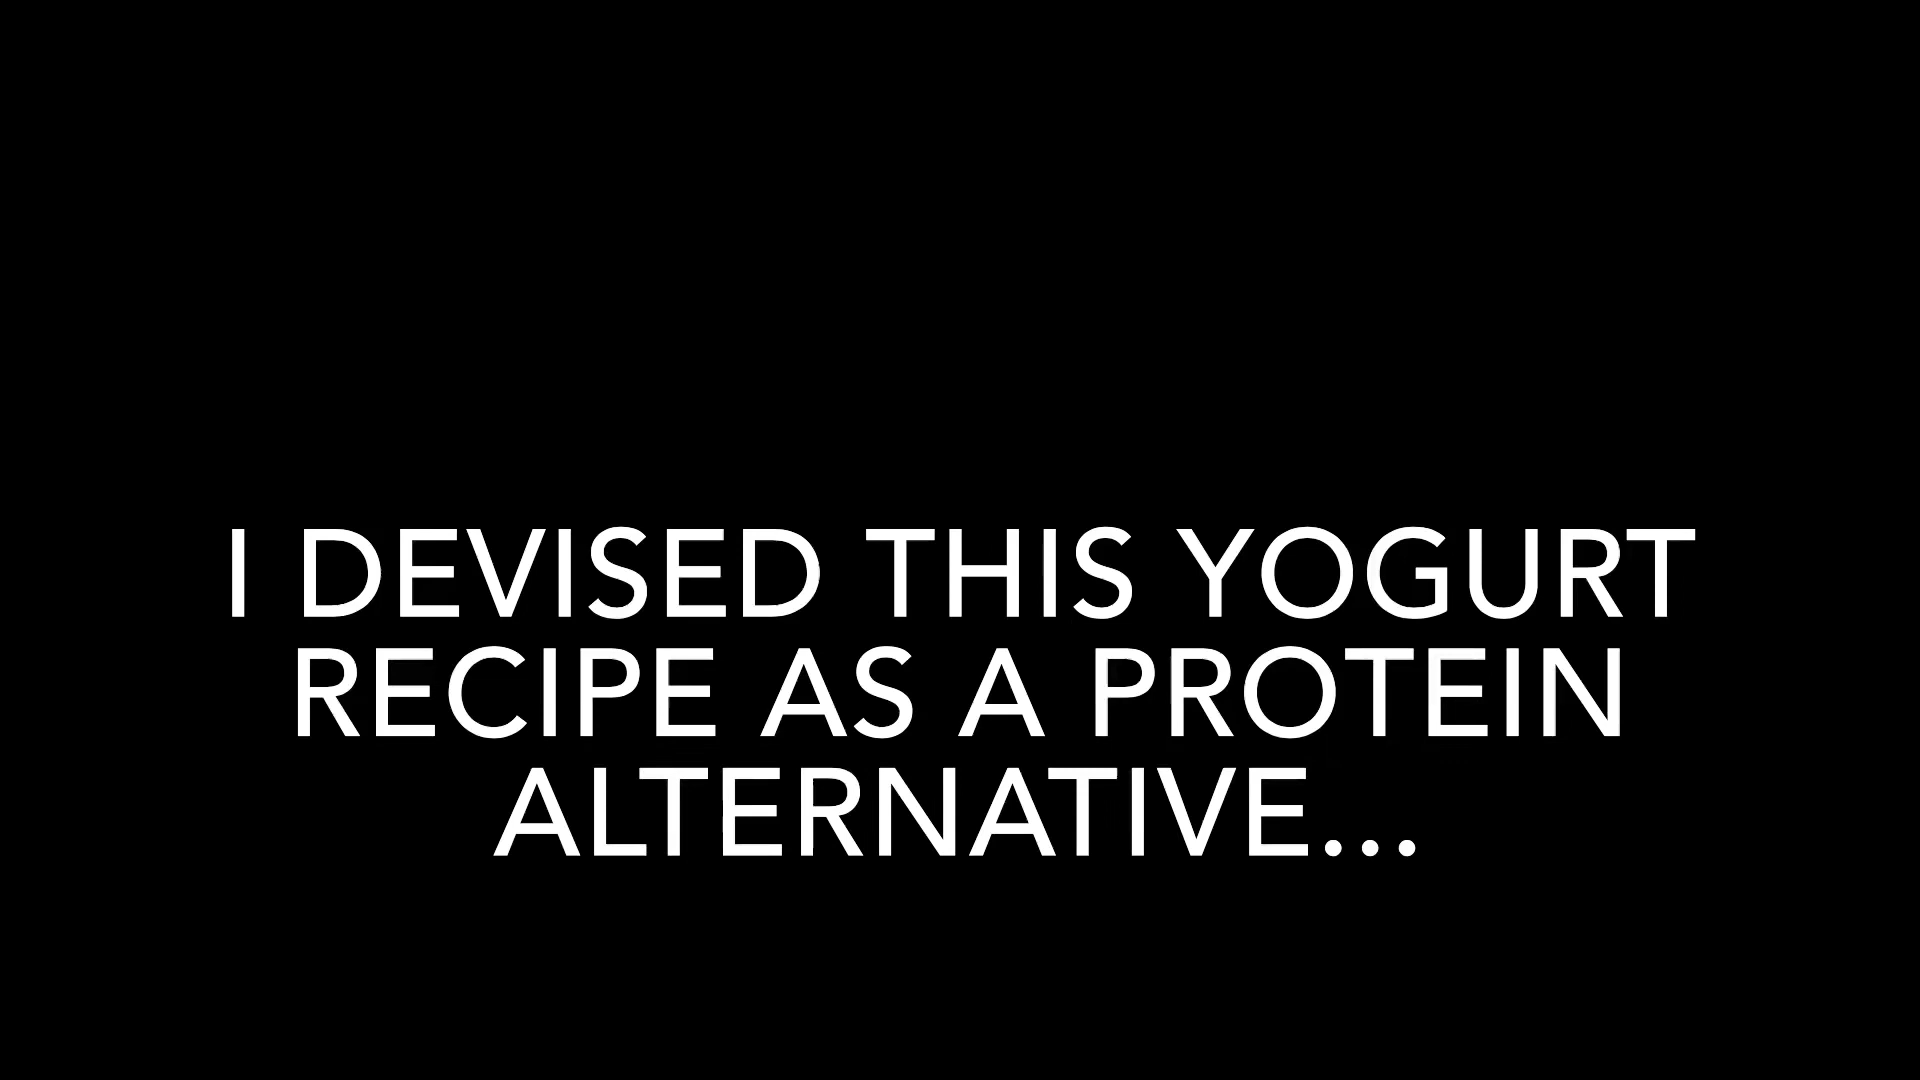 I DEVISED THIS YOGURT
RECIPE AS A PROTEIN
ALTERNATIVE...